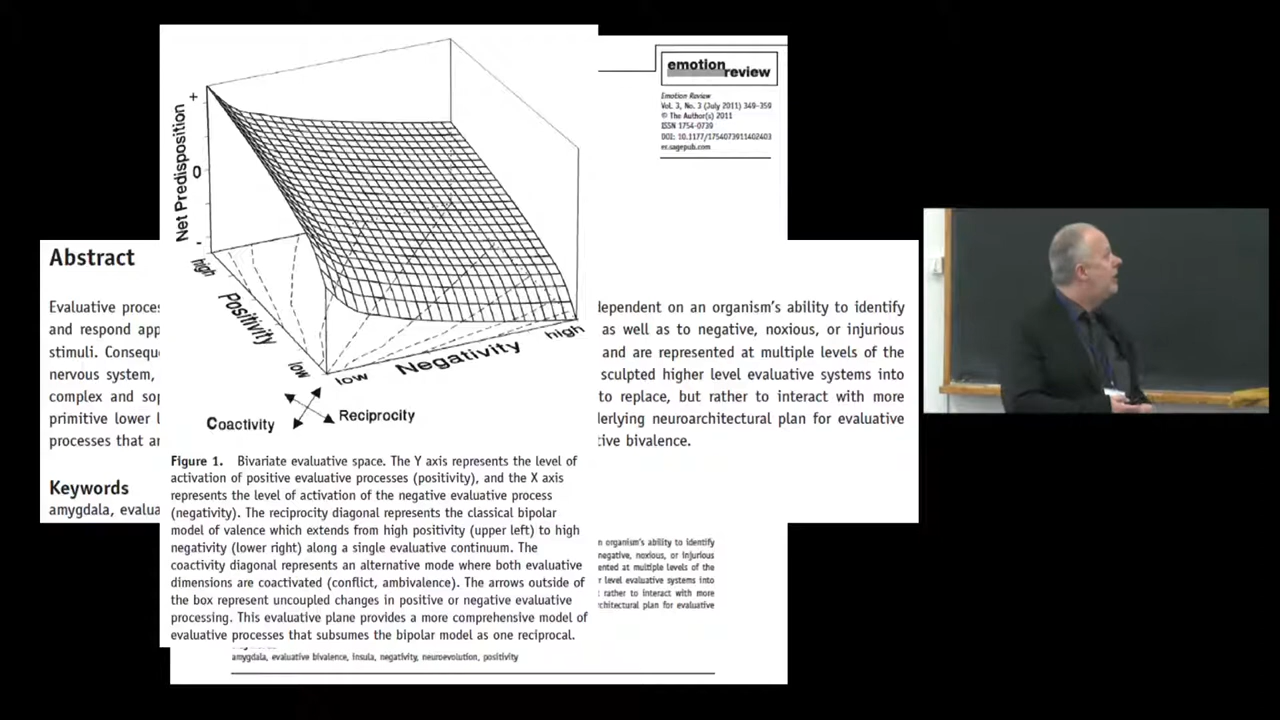 emotion
review
Emotion Review
Vol. 3, No. 3 (July 2011) 349-359
© The Author(s) 2011
ISSN 1754-0739
DOI: 10.1177/1754073911402403
er.sagepub.com
Net Predisposition
+
0
-
high
Positivity
low
low
Negativity
high
Coactivity
Reciprocity
Figure 1. Bivariate evaluative space. The Y axis represents the level of
activation of positive evaluative processes (positivity), and the X axis
represents the level of activation of the negative evaluative process
(negativity). The reciprocity diagonal represents the classical bipolar
model of valence which extends from high positivity (upper left) to high
negativity (lower right) along a single evaluative continuum. The
coactivity diagonal represents an alternative mode where both evaluative
dimensions are coactivated (conflict, ambivalence). The arrows outside of
the box represent uncoupled changes in positive or negative evaluative
processing. This evaluative plane provides a more comprehensive model of
evaluative processes that subsumes the bipolar model as one reciprocal.
Abstract
Evaluative
and respond
stimuli.
nervous system,
complex and
primitive lower
processes that
Keywords
amygdala,
on an organism's ability to identify
as well as to negative, noxious, or injurious
and are represented at multiple levels of the
sculpted higher level evaluative systems into
to replace, but rather to interact with more
neuroarchitectural plan for evaluative
bivalence.
organism's ability to identify
negative, noxious, or injurious
at multiple levels of the
level evaluative systems into
rather to interact with more
plan for evaluative
amygdala, evaluative bivalence, insula, negativity, neuroevolution, positivity